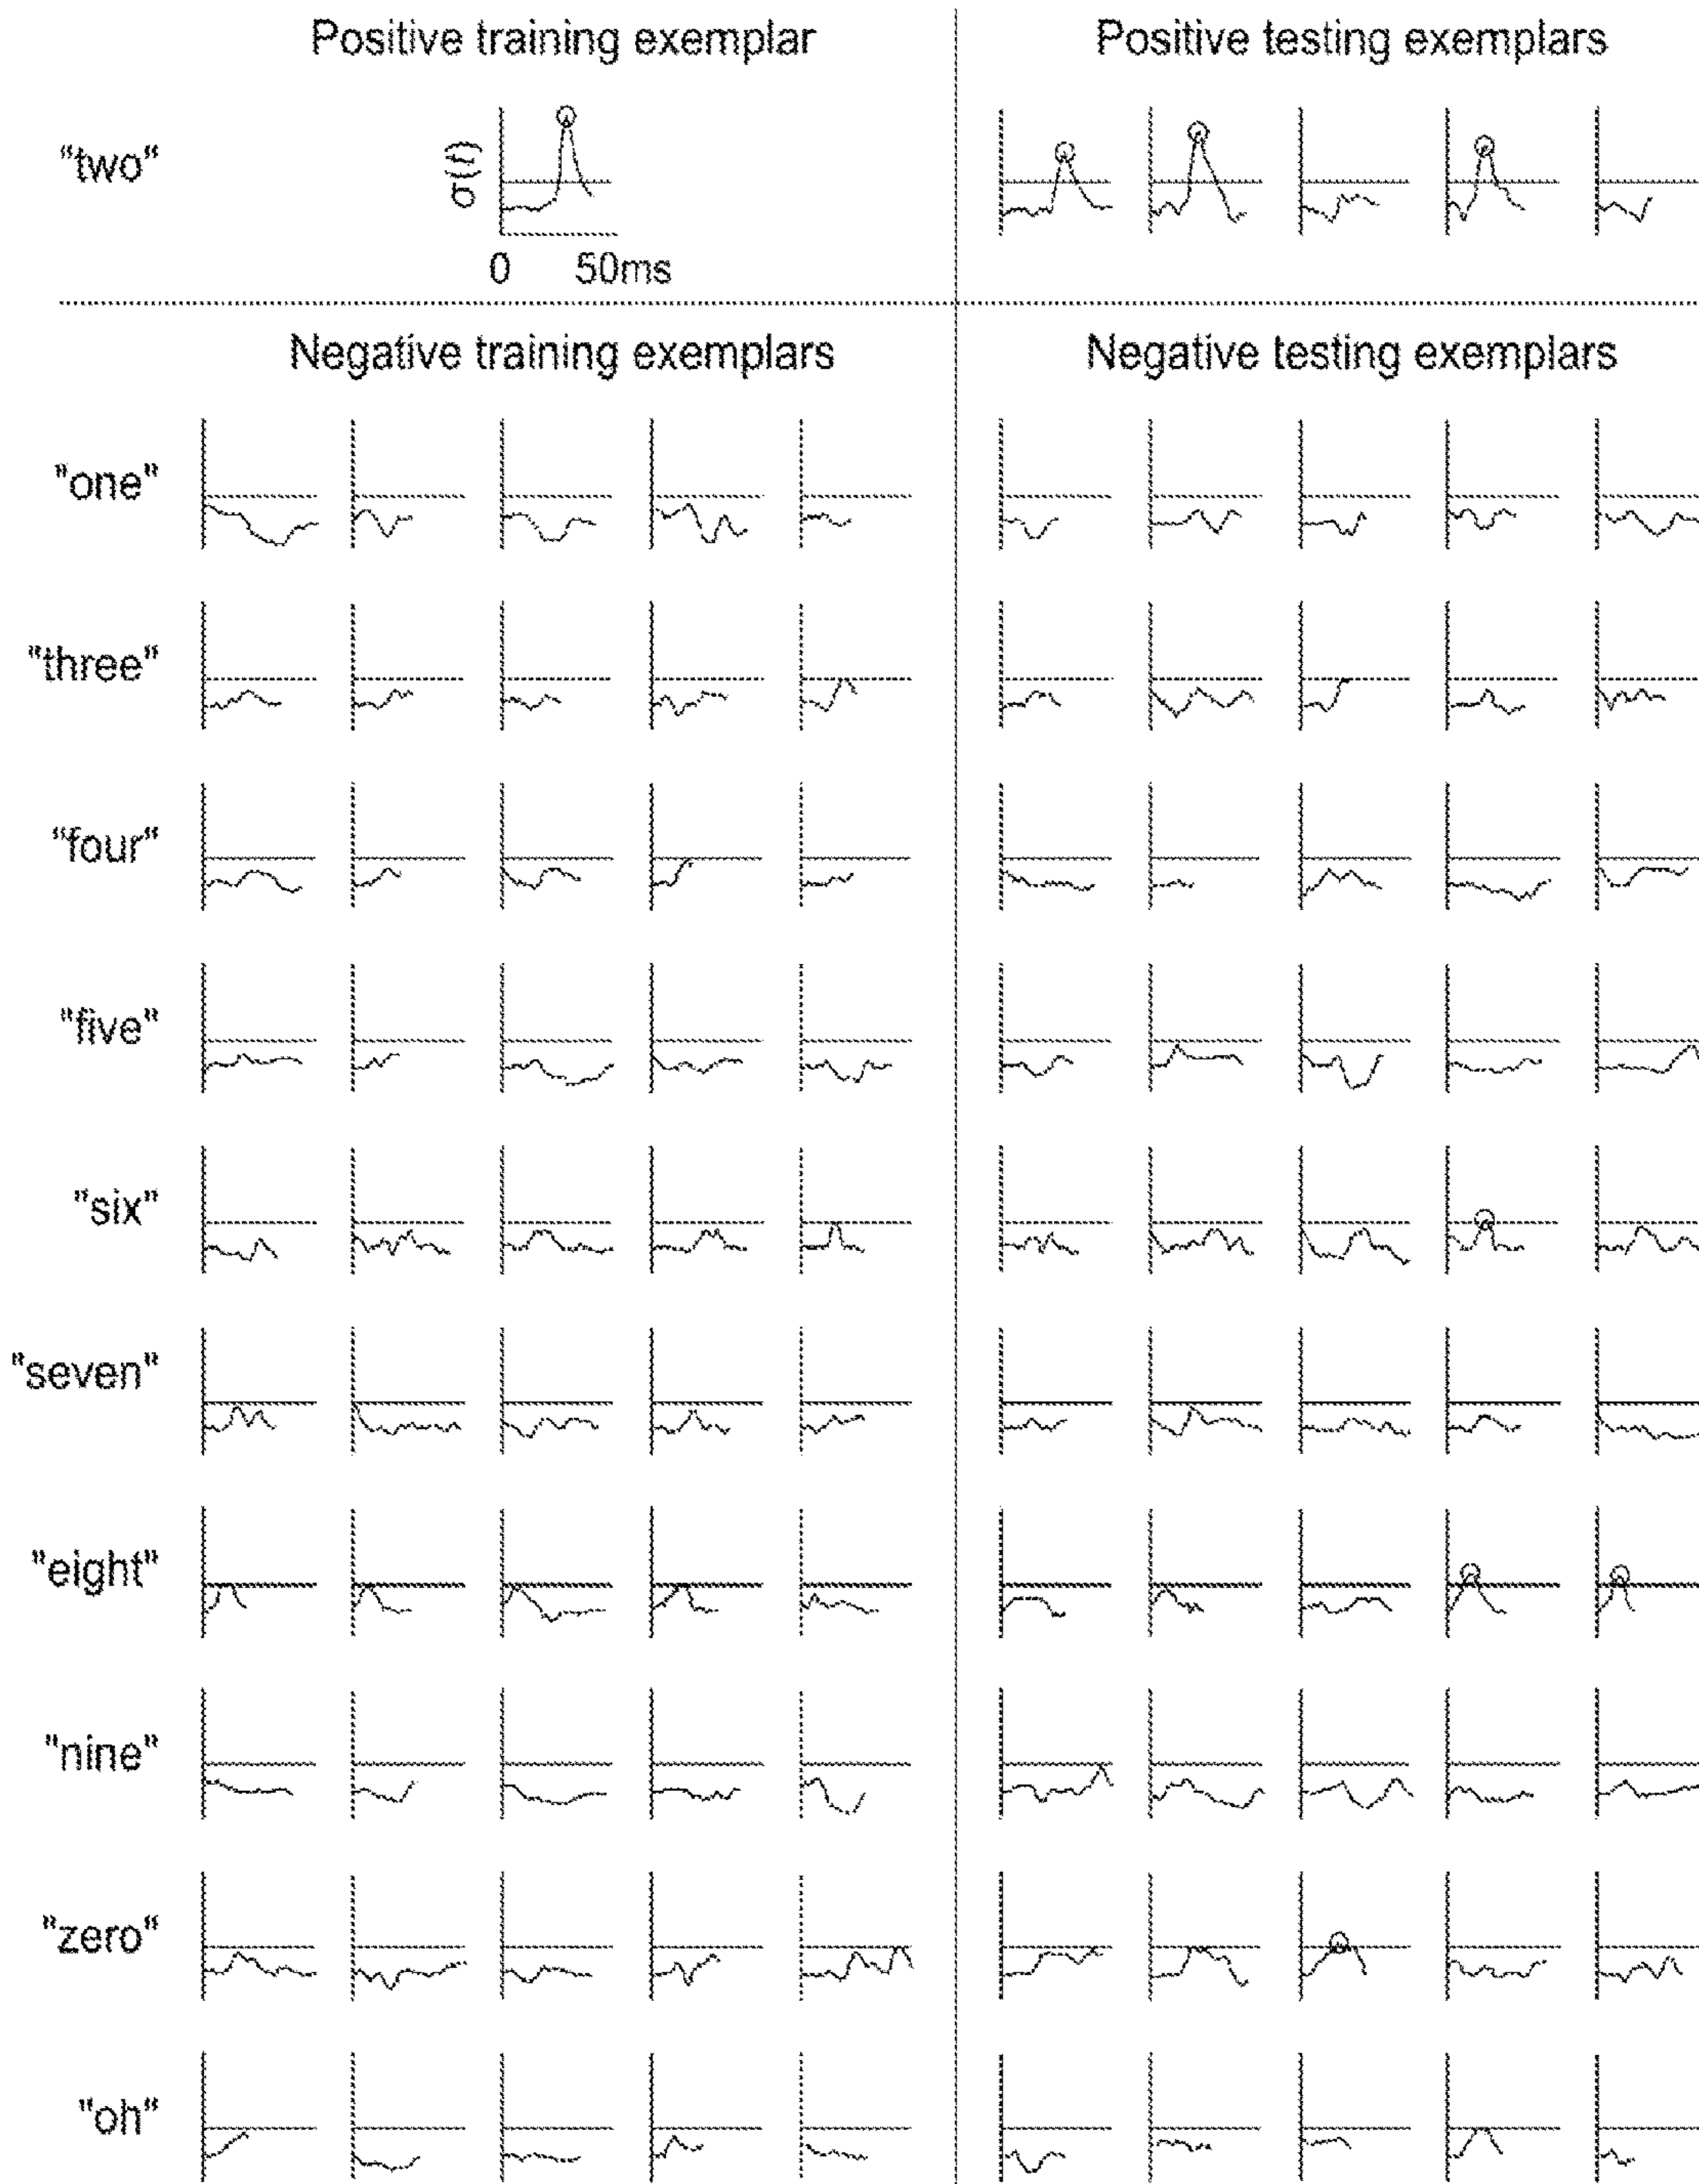 Positive training exemplar
Positive testing exemplars
"two"
σ(t)
0 50ms
Negative training exemplars
Negative testing exemplars
"one"
"three"
"four"
"five"
"six"
"seven"
"eight"
"nine"
"zero"
"oh"